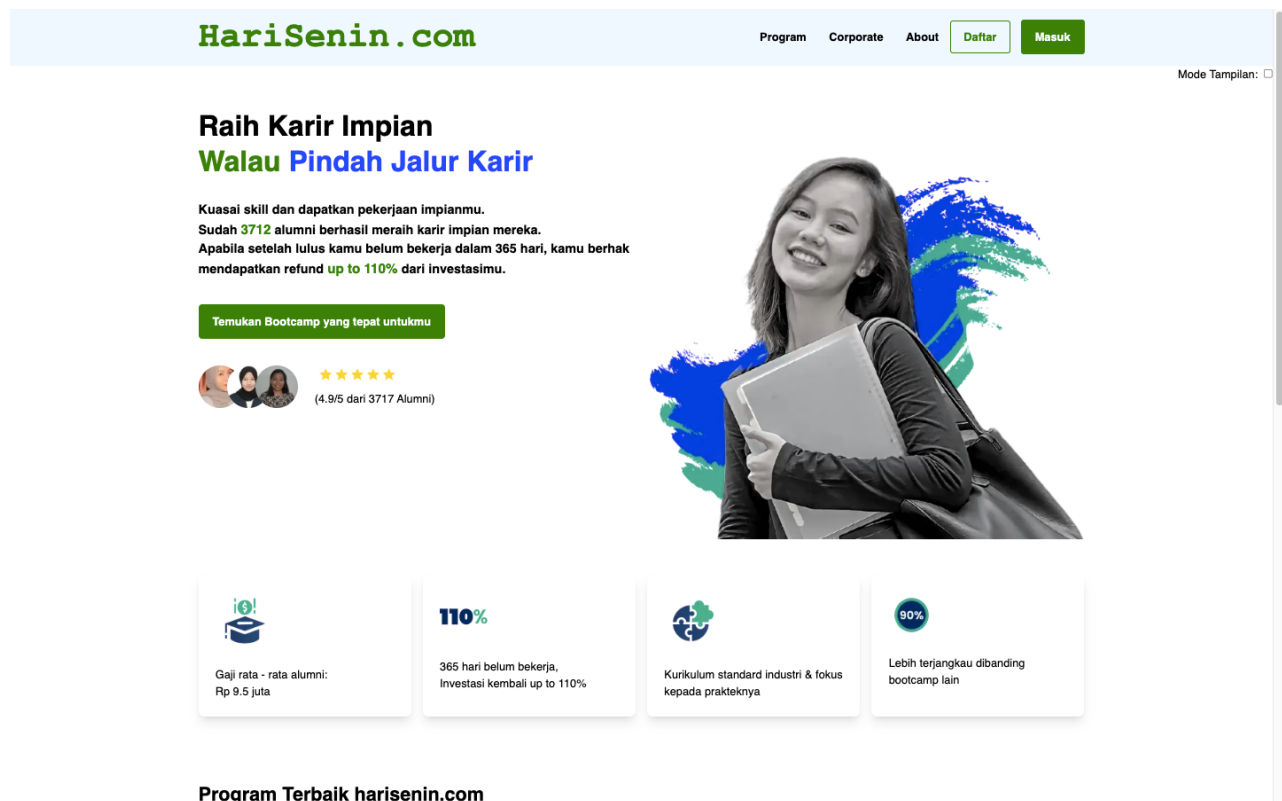 HariSenin.com
Program
Corporate
About
Daftar
Masuk
Mode Tampilan:
Raih Karir Impian
Walau Pindah Jalur Karir
Kuasai skill dan dapatkan pekerjaan impianmu.
Sudah 3712 alumni berhasil meraih karir impian mereka.
Apabila setelah lulus kamu belum bekerja dalam 365 hari, kamu berhak
mendapatkan refund up to 110% dari investasimu.
Temukan Bootcamp yang tepat untukmu
(4.9/5 dari 3717 Alumni)
Gaji rata - rata alumni:
Rp 9.5 juta
110%
365 hari belum bekerja,
Investasi kembali up to 110%
Kurikulum standard industri & fokus
kepada prakteknya
90%
Lebih terjangkau dibanding
bootcamp lain
Program Terbaik harisenin.com